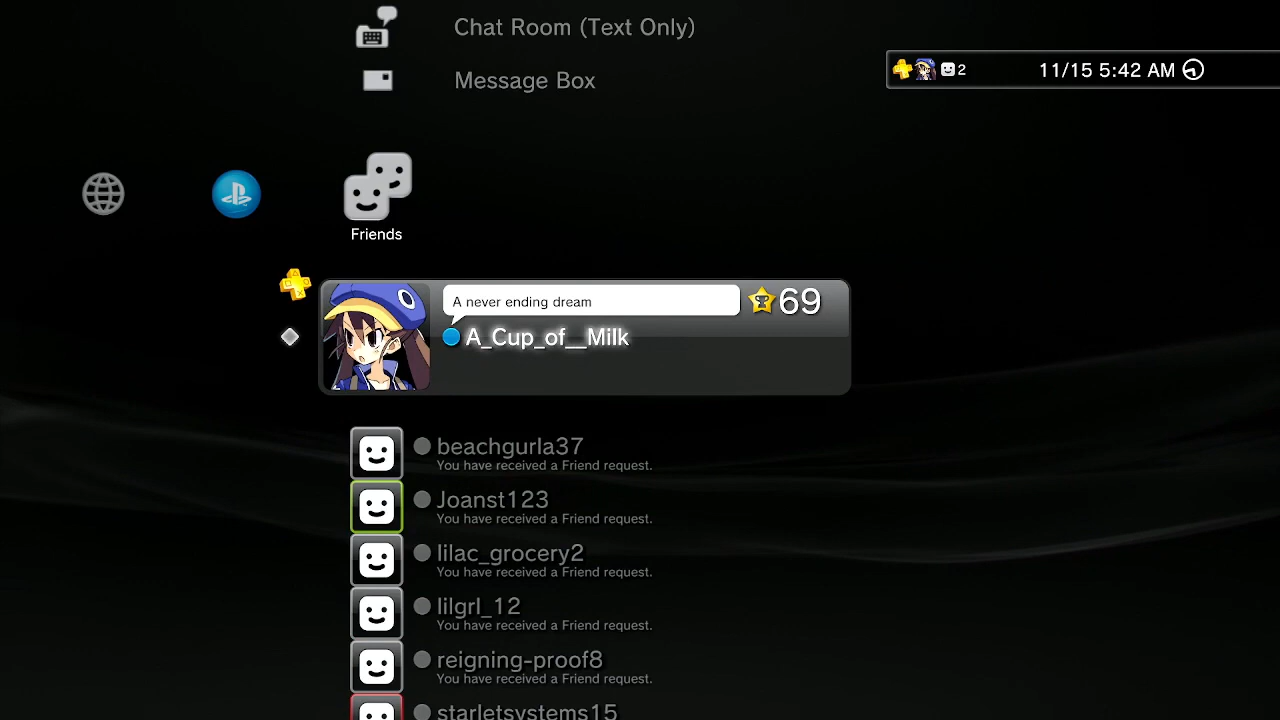 Chat Room (Text Only)
2
11/15 5:42 AM
Message Box
Friends
A never ending dream
69
A_Cup_of__Milk
beachgurla37
You have received a Friend request.
Joanst123
You have received a Friend request.
lilac_grocery2
You have received a Friend request.
lilgrl_12
You have received a Friend request.
reigning-proof8
You have received a Friend request.
starletsystems15